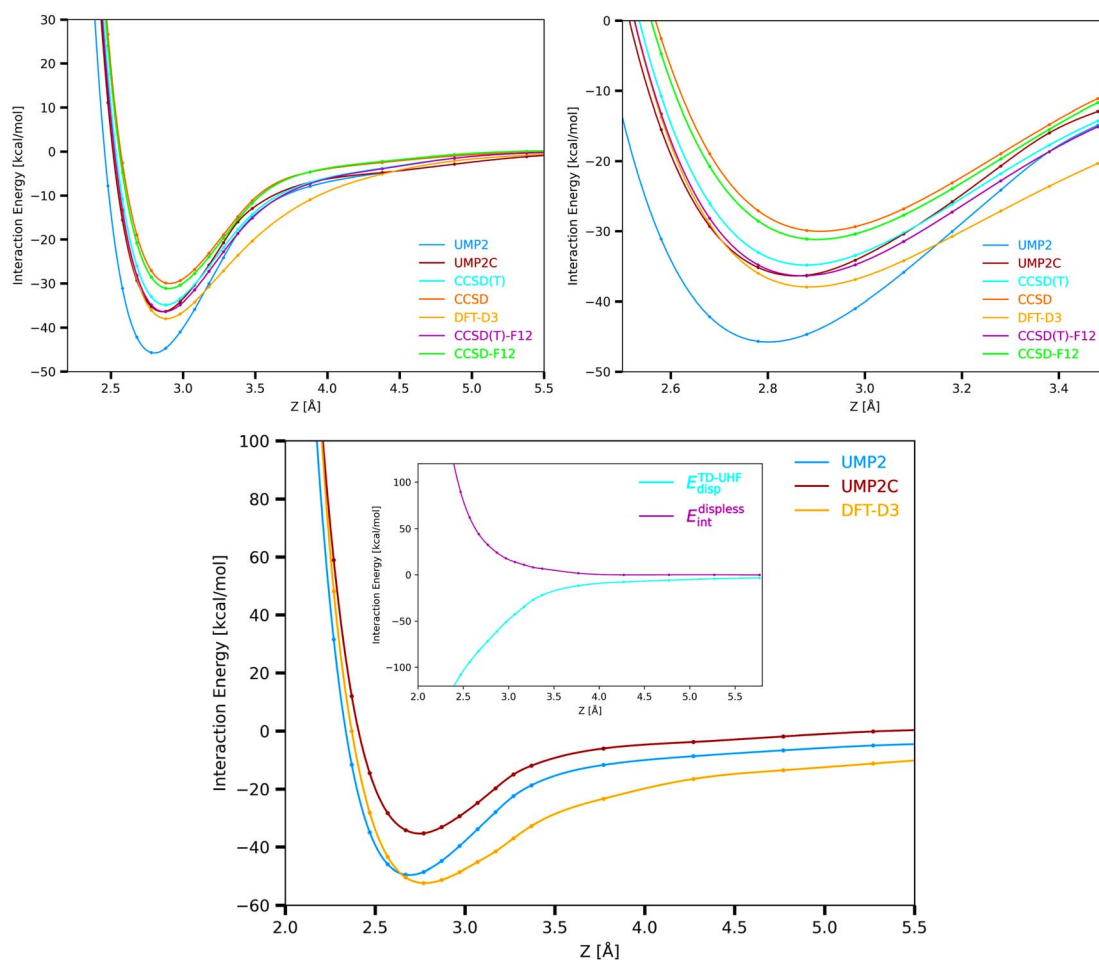 30
20
10
0
−10
−20
−30
−40
−50
Interaction Energy [kcal/mol]
UMP2
UMP2C
CCSD(T)
CCSD
DFT-D3
CCSD(T)-F12
CCSD-F12
2.5 3.0 3.5 4.0 4.5 5.0 5.5
Z [Å]
0
−10
−20
−30
−40
−50
Interaction Energy [kcal/mol]
UMP2
UMP2C
CCSD(T)
CCSD
DFT-D3
CCSD(T)-F12
CCSD-F12
2.6 2.8 3.0 3.2 3.4
Z [Å]
100
80
60
40
20
0
−20
−40
−60
Interaction Energy [kcal/mol]
100
50
0
−50
−100
Interaction Energy [kcal/mol]
E_disp^TD-UHF
E_int^displess
2.0 2.5 3.0 3.5 4.0 4.5 5.0 5.5
Z [Å]
UMP2
UMP2C
DFT-D3
2.0 2.5 3.0 3.5 4.0 4.5 5.0 5.5
Z [Å]